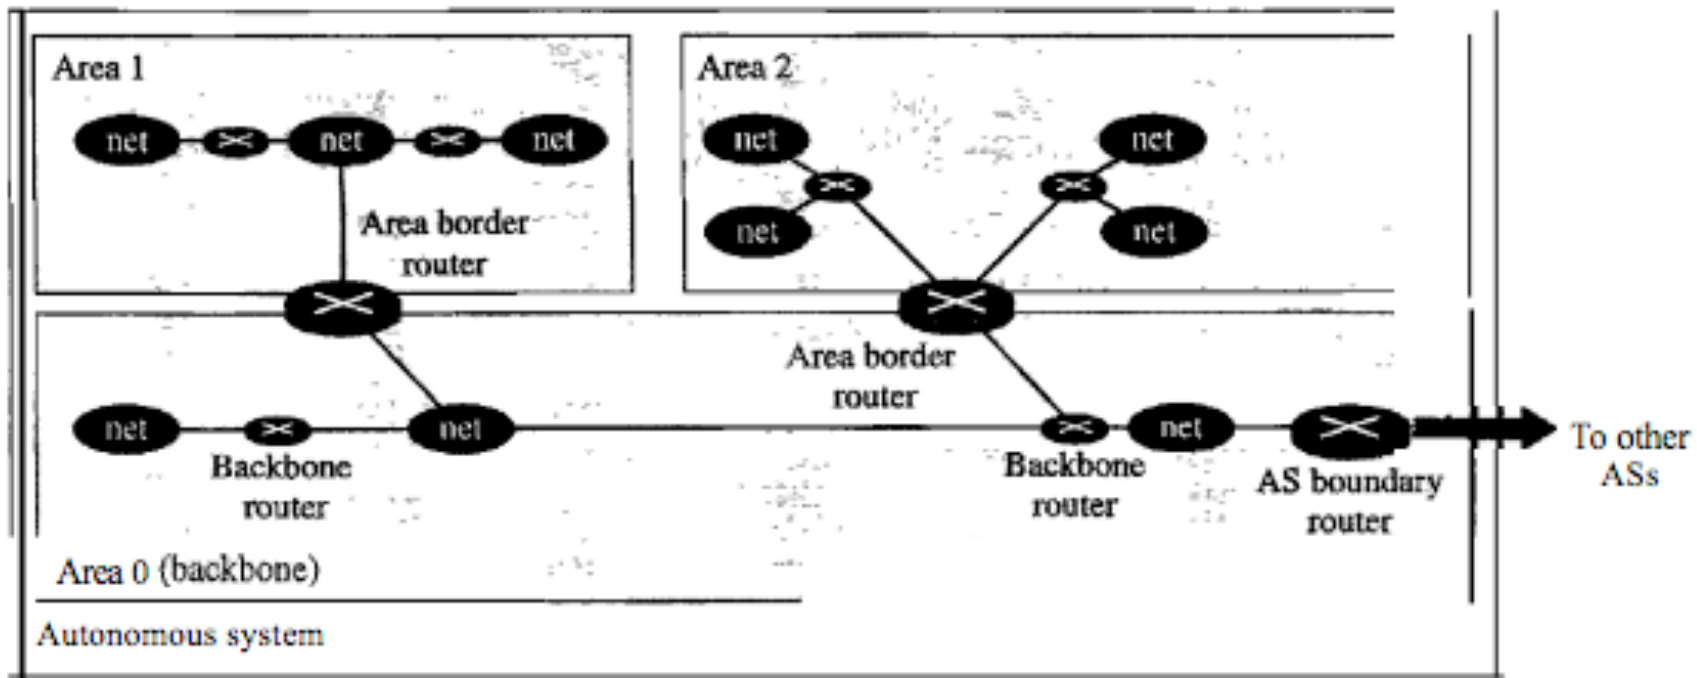 Area 1
Area 2
net
net
net
net
net
net
net
Area border
router
Area border
router
net
net
net
Backbone
router
Backbone
router
AS boundary
router
To other
ASs
Area 0 (backbone)
Autonomous system